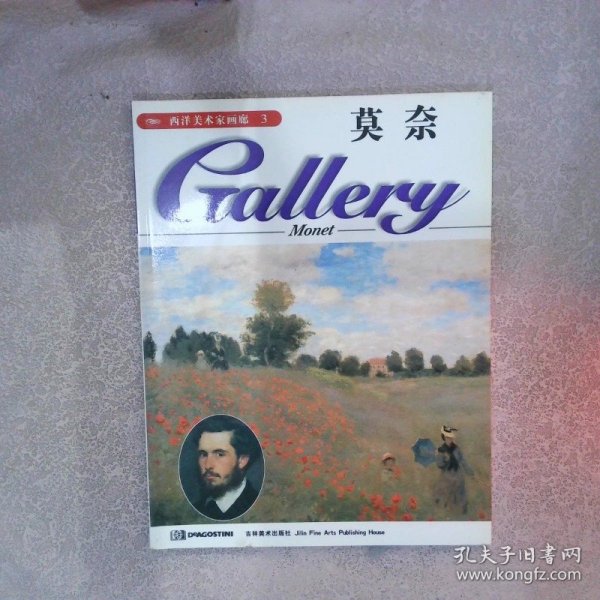 西洋美术家画廊 3
莫奈
Gallery
Monet
DeAGOSTINI 吉林美术出版社 Jilin Fine Arts Publishing House
孔夫子旧书网
www.kongfz.com